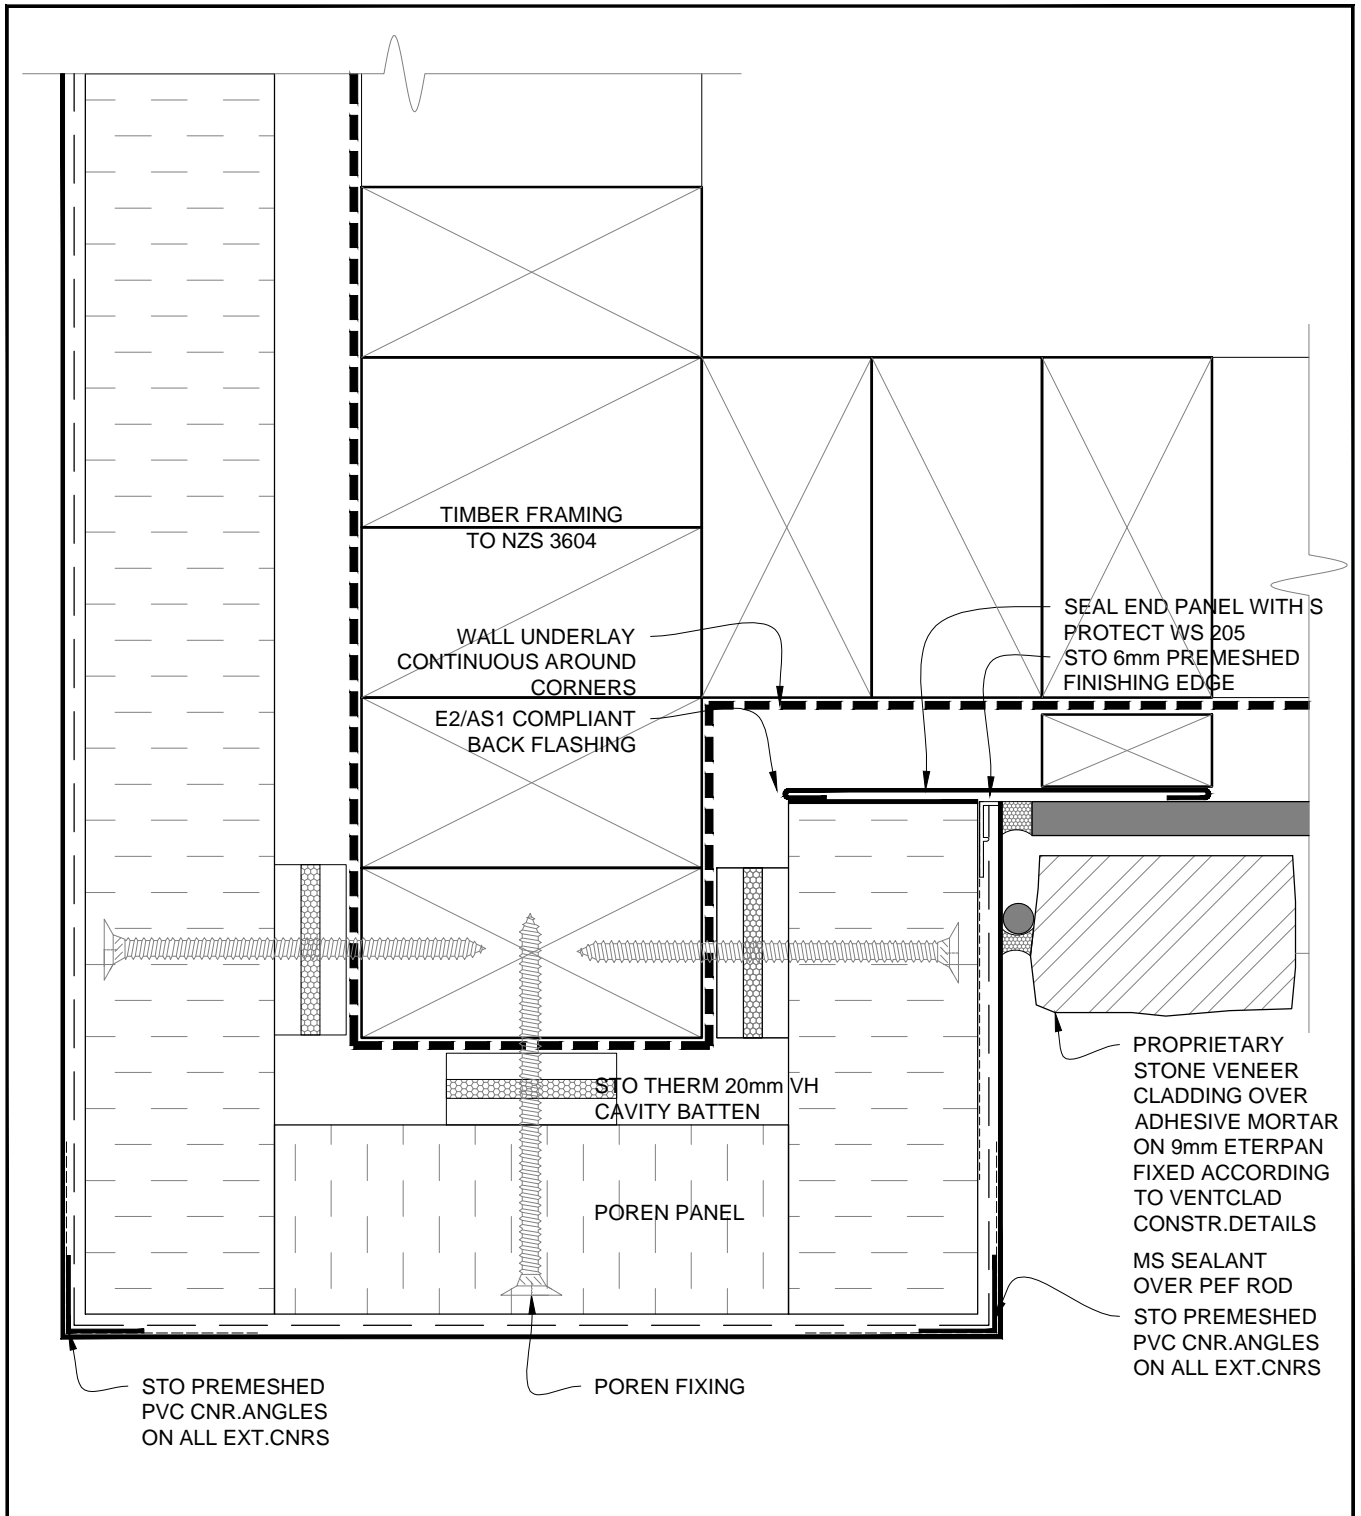 TIMBER FRAMING
TO NZS 3604
SEAL END PANEL WITH S
PROTECT WS 205
STO 6mm PREMESHED
FINISHING EDGE
WALL UNDERLAY
CONTINUOUS AROUND
CORNERS
E2/AS1 COMPLIANT
BACK FLASHING
STO THERM 20mm VH
CAVITY BATTEN
POREN PANEL
PROPRIETARY
STONE VENEER
CLADDING OVER
ADHESIVE MORTAR
ON 9mm ETERPAN
FIXED ACCORDING
TO VENTCLAD
CONSTR.DETAILS
MS SEALANT
OVER PEF ROD
STO PREMESHED
PVC CNR.ANGLES
ON ALL EXT.CNRS
STO PREMESHED
PVC CNR.ANGLES
ON ALL EXT.CNRS
POREN FIXING